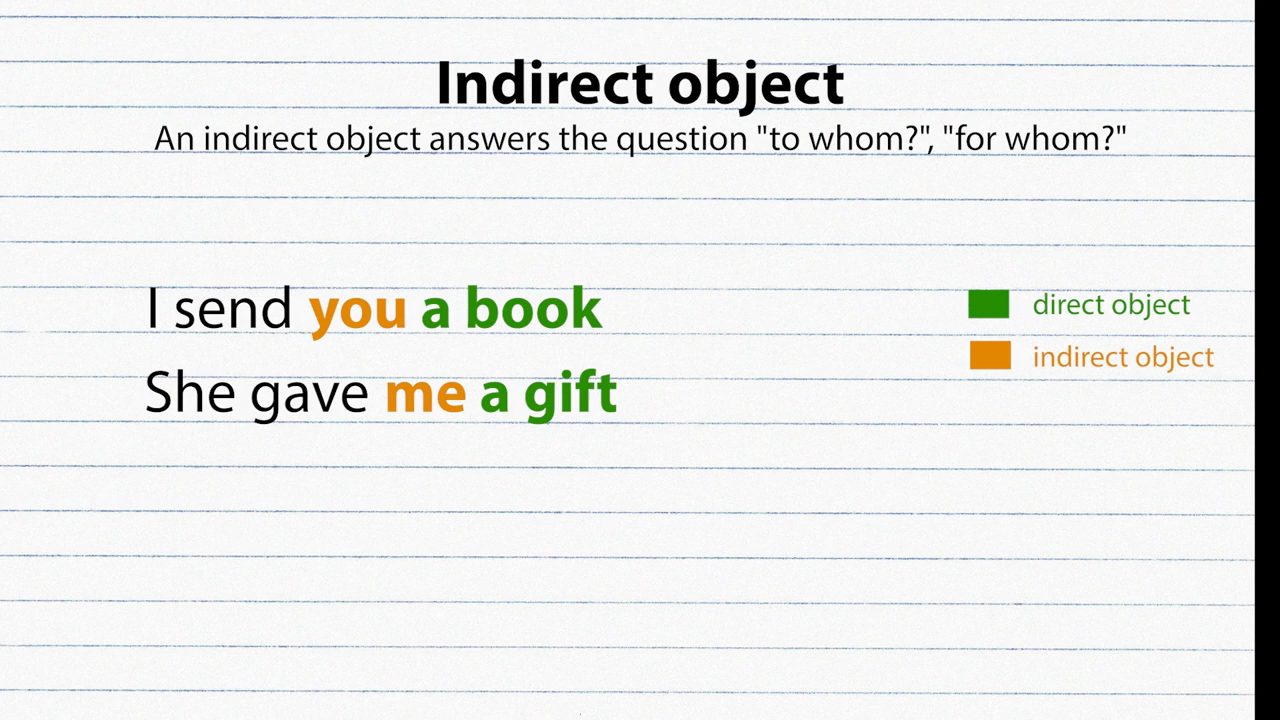 Indirect object
An indirect object answers the question "to whom?", "for whom?"
I send you a book
She gave me a gift
direct object
indirect object